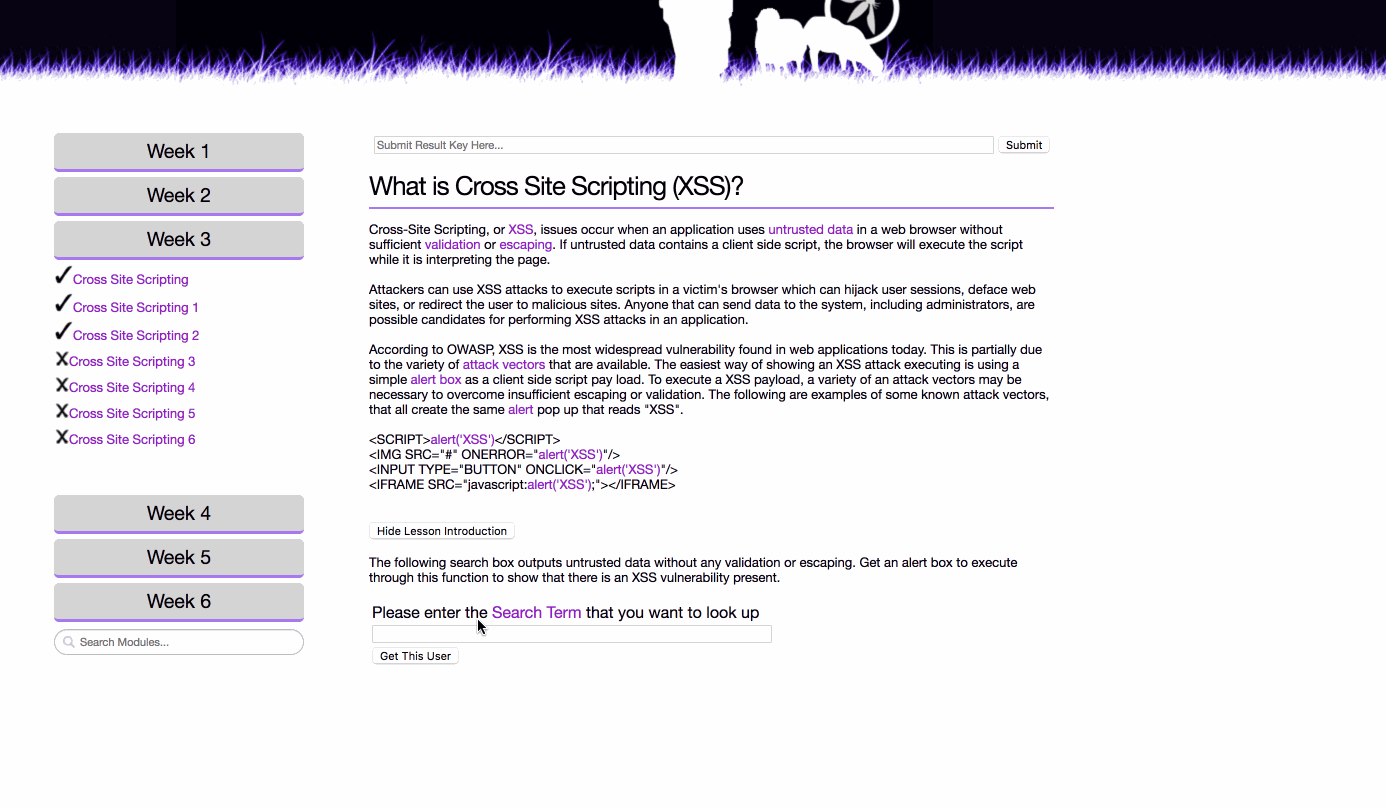 Week 1
Week 2
Week 3
Cross Site Scripting
Cross Site Scripting 1
Cross Site Scripting 2
Cross Site Scripting 3
Cross Site Scripting 4
Cross Site Scripting 5
Cross Site Scripting 6
Week 4
Week 5
Week 6
Search Modules...
Submit Result Key Here...
Submit
What is Cross Site Scripting (XSS)?
Cross-Site Scripting, or XSS, issues occur when an application uses untrusted data in a web browser without
sufficient validation or escaping. If untrusted data contains a client side script, the browser will execute the script
while it is interpreting the page.
Attackers can use XSS attacks to execute scripts in a victim's browser which can hijack user sessions, deface web
sites, or redirect the user to malicious sites. Anyone that can send data to the system, including administrators, are
possible candidates for performing XSS attacks in an application.
According to OWASP, XSS is the most widespread vulnerability found in web applications today. This is partially due
to the variety of attack vectors that are available. The easiest way of showing an XSS attack executing is using a
simple alert box as a client side script pay load. To execute a XSS payload, a variety of an attack vectors may be
necessary to overcome insufficient escaping or validation. The following are examples of some known attack vectors,
that all create the same alert pop up that reads "XSS".
<SCRIPT>alert('XSS')</SCRIPT>
<IMG SRC="#" ONERROR="alert('XSS')"/>
<INPUT TYPE="BUTTON" ONCLICK="alert('XSS')"/>
<IFRAME SRC="javascript:alert('XSS');"></IFRAME>
Hide Lesson Introduction
The following search box outputs untrusted data without any validation or escaping. Get an alert box to execute
through this function to show that there is an XSS vulnerability present.
Please enter the Search Term that you want to look up
Get This User